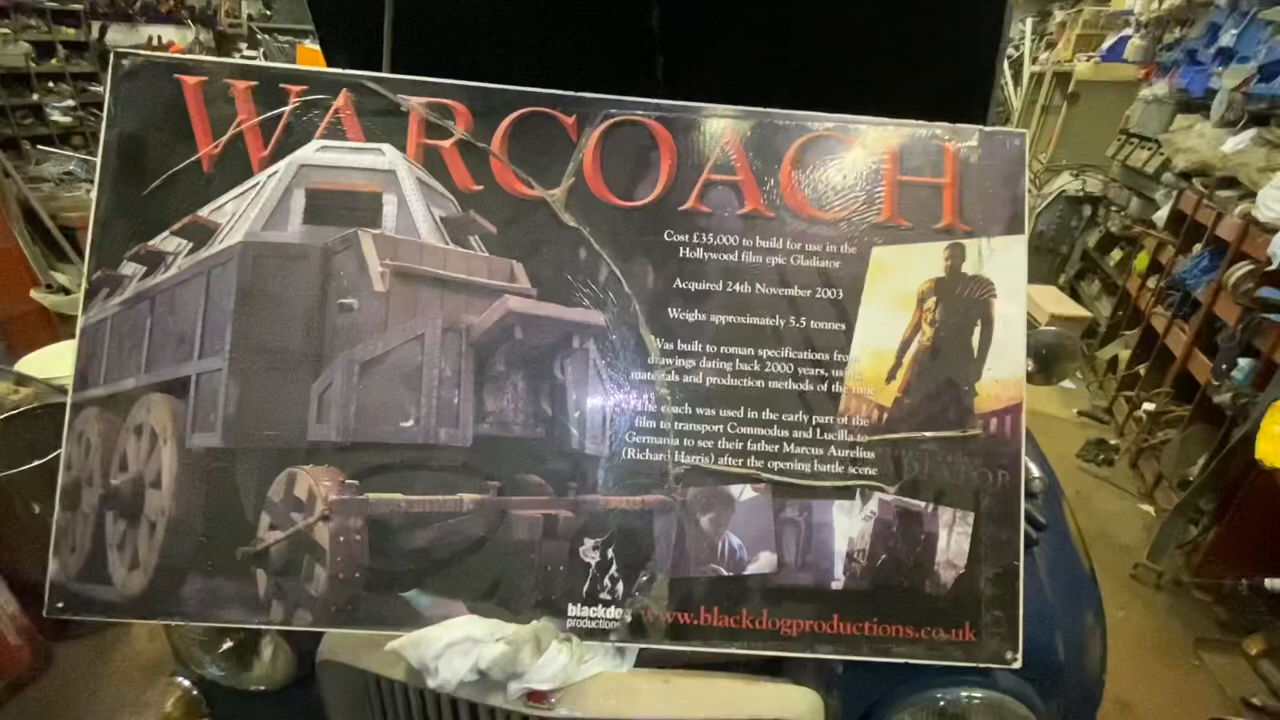 WARCOACH
Cost £35,000 to build for use in the
Hollywood film epic Gladiator
Acquired 24th November 2003
Weighs approximately 5.5 tonnes
Was built to roman specifications from
drawings dating back 2000 years, using
materials and production methods of the time
The coach was used in the early part of the
film to transport Commodus and Lucilla to
Germania to see their father Marcus Aurelius
(Richard Harris) after the opening battle scene
blackdog
productions
www.blackdogproductions.co.uk